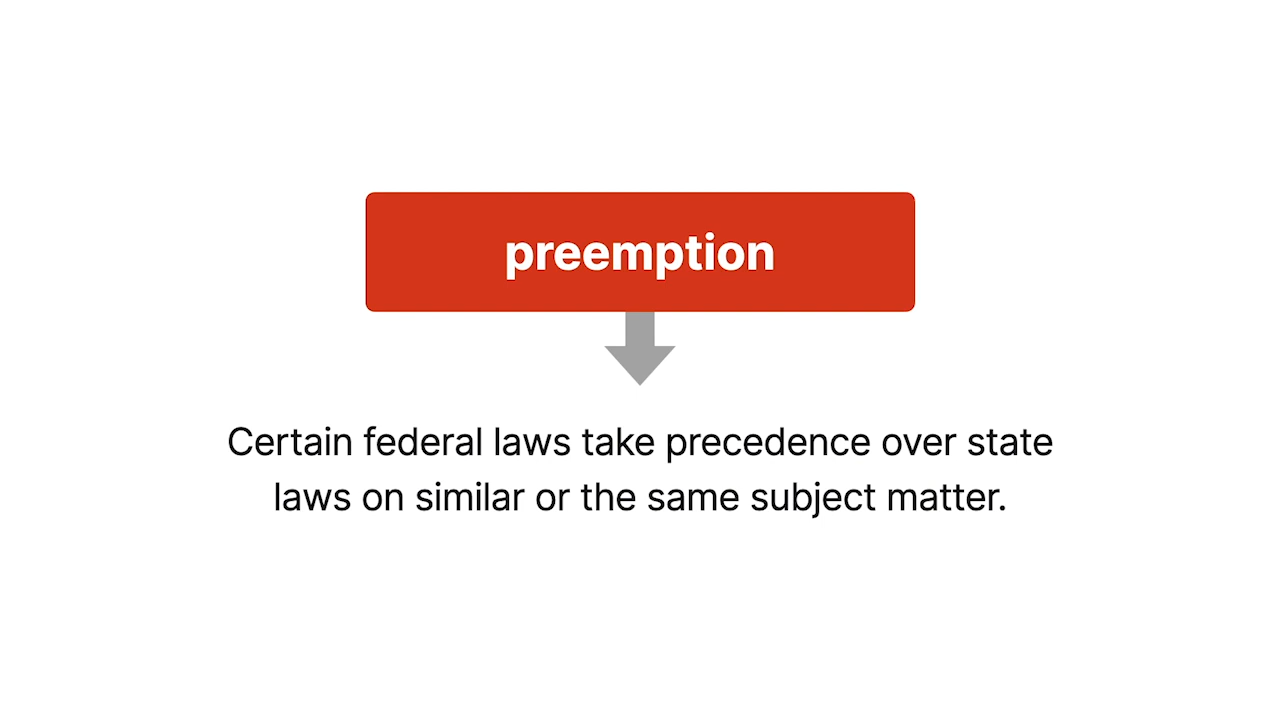 preemption
Certain federal laws take precedence over state
laws on similar or the same subject matter.